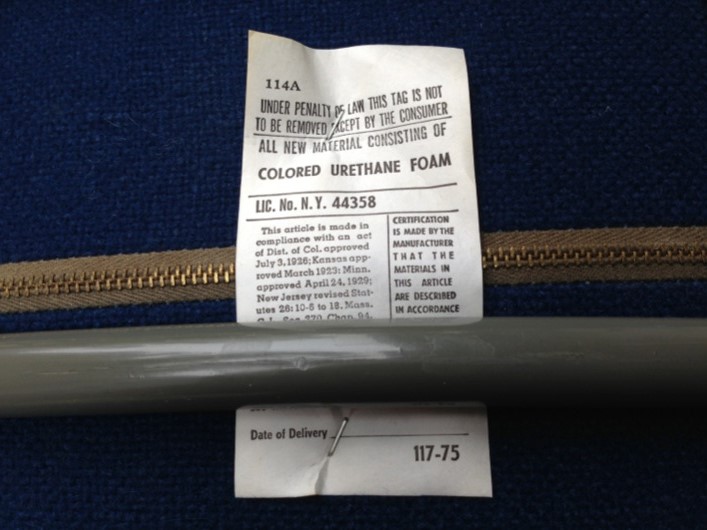 114A
UNDER PENALTY OF LAW THIS TAG IS NOT
TO BE REMOVED EXCEPT BY THE CONSUMER
ALL NEW MATERIAL CONSISTING OF
COLORED URETHANE FOAM
LIC. No. N.Y. 44358
This article is made in
compliance with an act
of Dist. of Col. approved
July 3,1926; Kansas app-
roved March 1923: Minn.
approved April 24, 1929;
New Jersey revised Stat-
utes 26: 10-6 to 18. Mass.
Sec. 270 Chap. 94.
CERTIFICATION
IS MADE BY THE
MANUFACTURER
THAT THE
MATERIALS IN
THIS ARTICLE
ARE DESCRIBED
IN ACCORDANCE
Date of Delivery
117-75